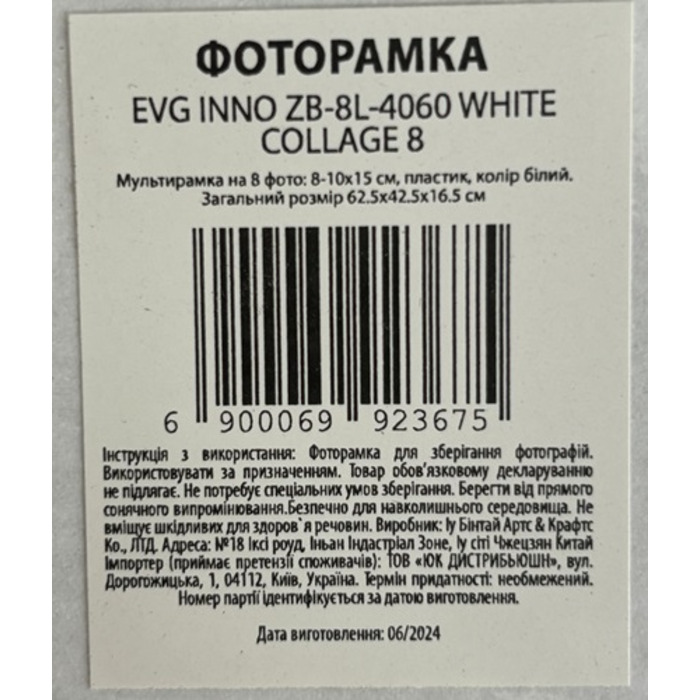 ФОТОРАМКА
EVG INNO ZB-8L-4060 WHITE
COLLAGE 8
Мультирамка на 8 фото: 8-10x15 см, пластик, колір білий.
Загальний розмір 62.5x42.5x16.5 см
6 900069 923675
Інструкція з використання: Фоторамка для зберігання фотографій.
Використовувати за призначенням. Товар обов'язковому декларуванню
не підлягає. Не потребує спеціальних умов зберігання. Берегти від прямого
сонячного випромінювання.Безпечно для навколишнього середовища. Не
вміщує шкідливих для здоров`я речовин. Виробник: Іу Бінтай Артс & Крафтс
Ко., ЛТД. Адреса: №18 Іксі роуд, Іньан Індастріал Зоне, Іу сіті Чжецзян Китай
Імпортер (приймає претензії споживачів): ТОВ «ЮК ДИСТРИБЬЮШН», вул.
Дорогожицька, 1, 04112, Київ, Україна. Термін придатності: необмежений.
Номер партії ідентифікується за датою виготовлення.
Дата виготовлення: 06/2024